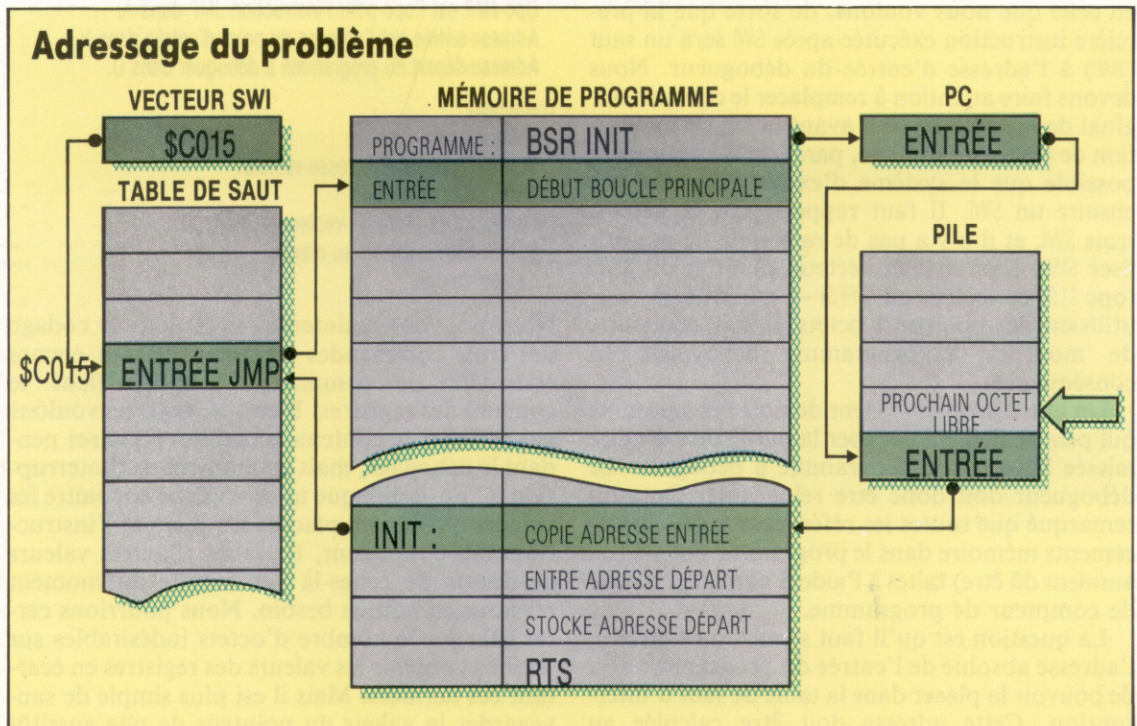 Adressage du problème
VECTEUR SWI
$C015
TABLE DE SAUT
$C015
ENTRÉE JMP
MÉMOIRE DE PROGRAMME
PROGRAMME : BSR INIT
ENTRÉE DÉBUT BOUCLE PRINCIPALE
INIT : COPIE ADRESSE ENTRÉE
ENTRE ADRESSE DÉPART
STOCKE ADRESSE DÉPART
RTS
PC
ENTRÉE
PILE
PROCHAIN OCTET
LIBRE
ENTRÉE